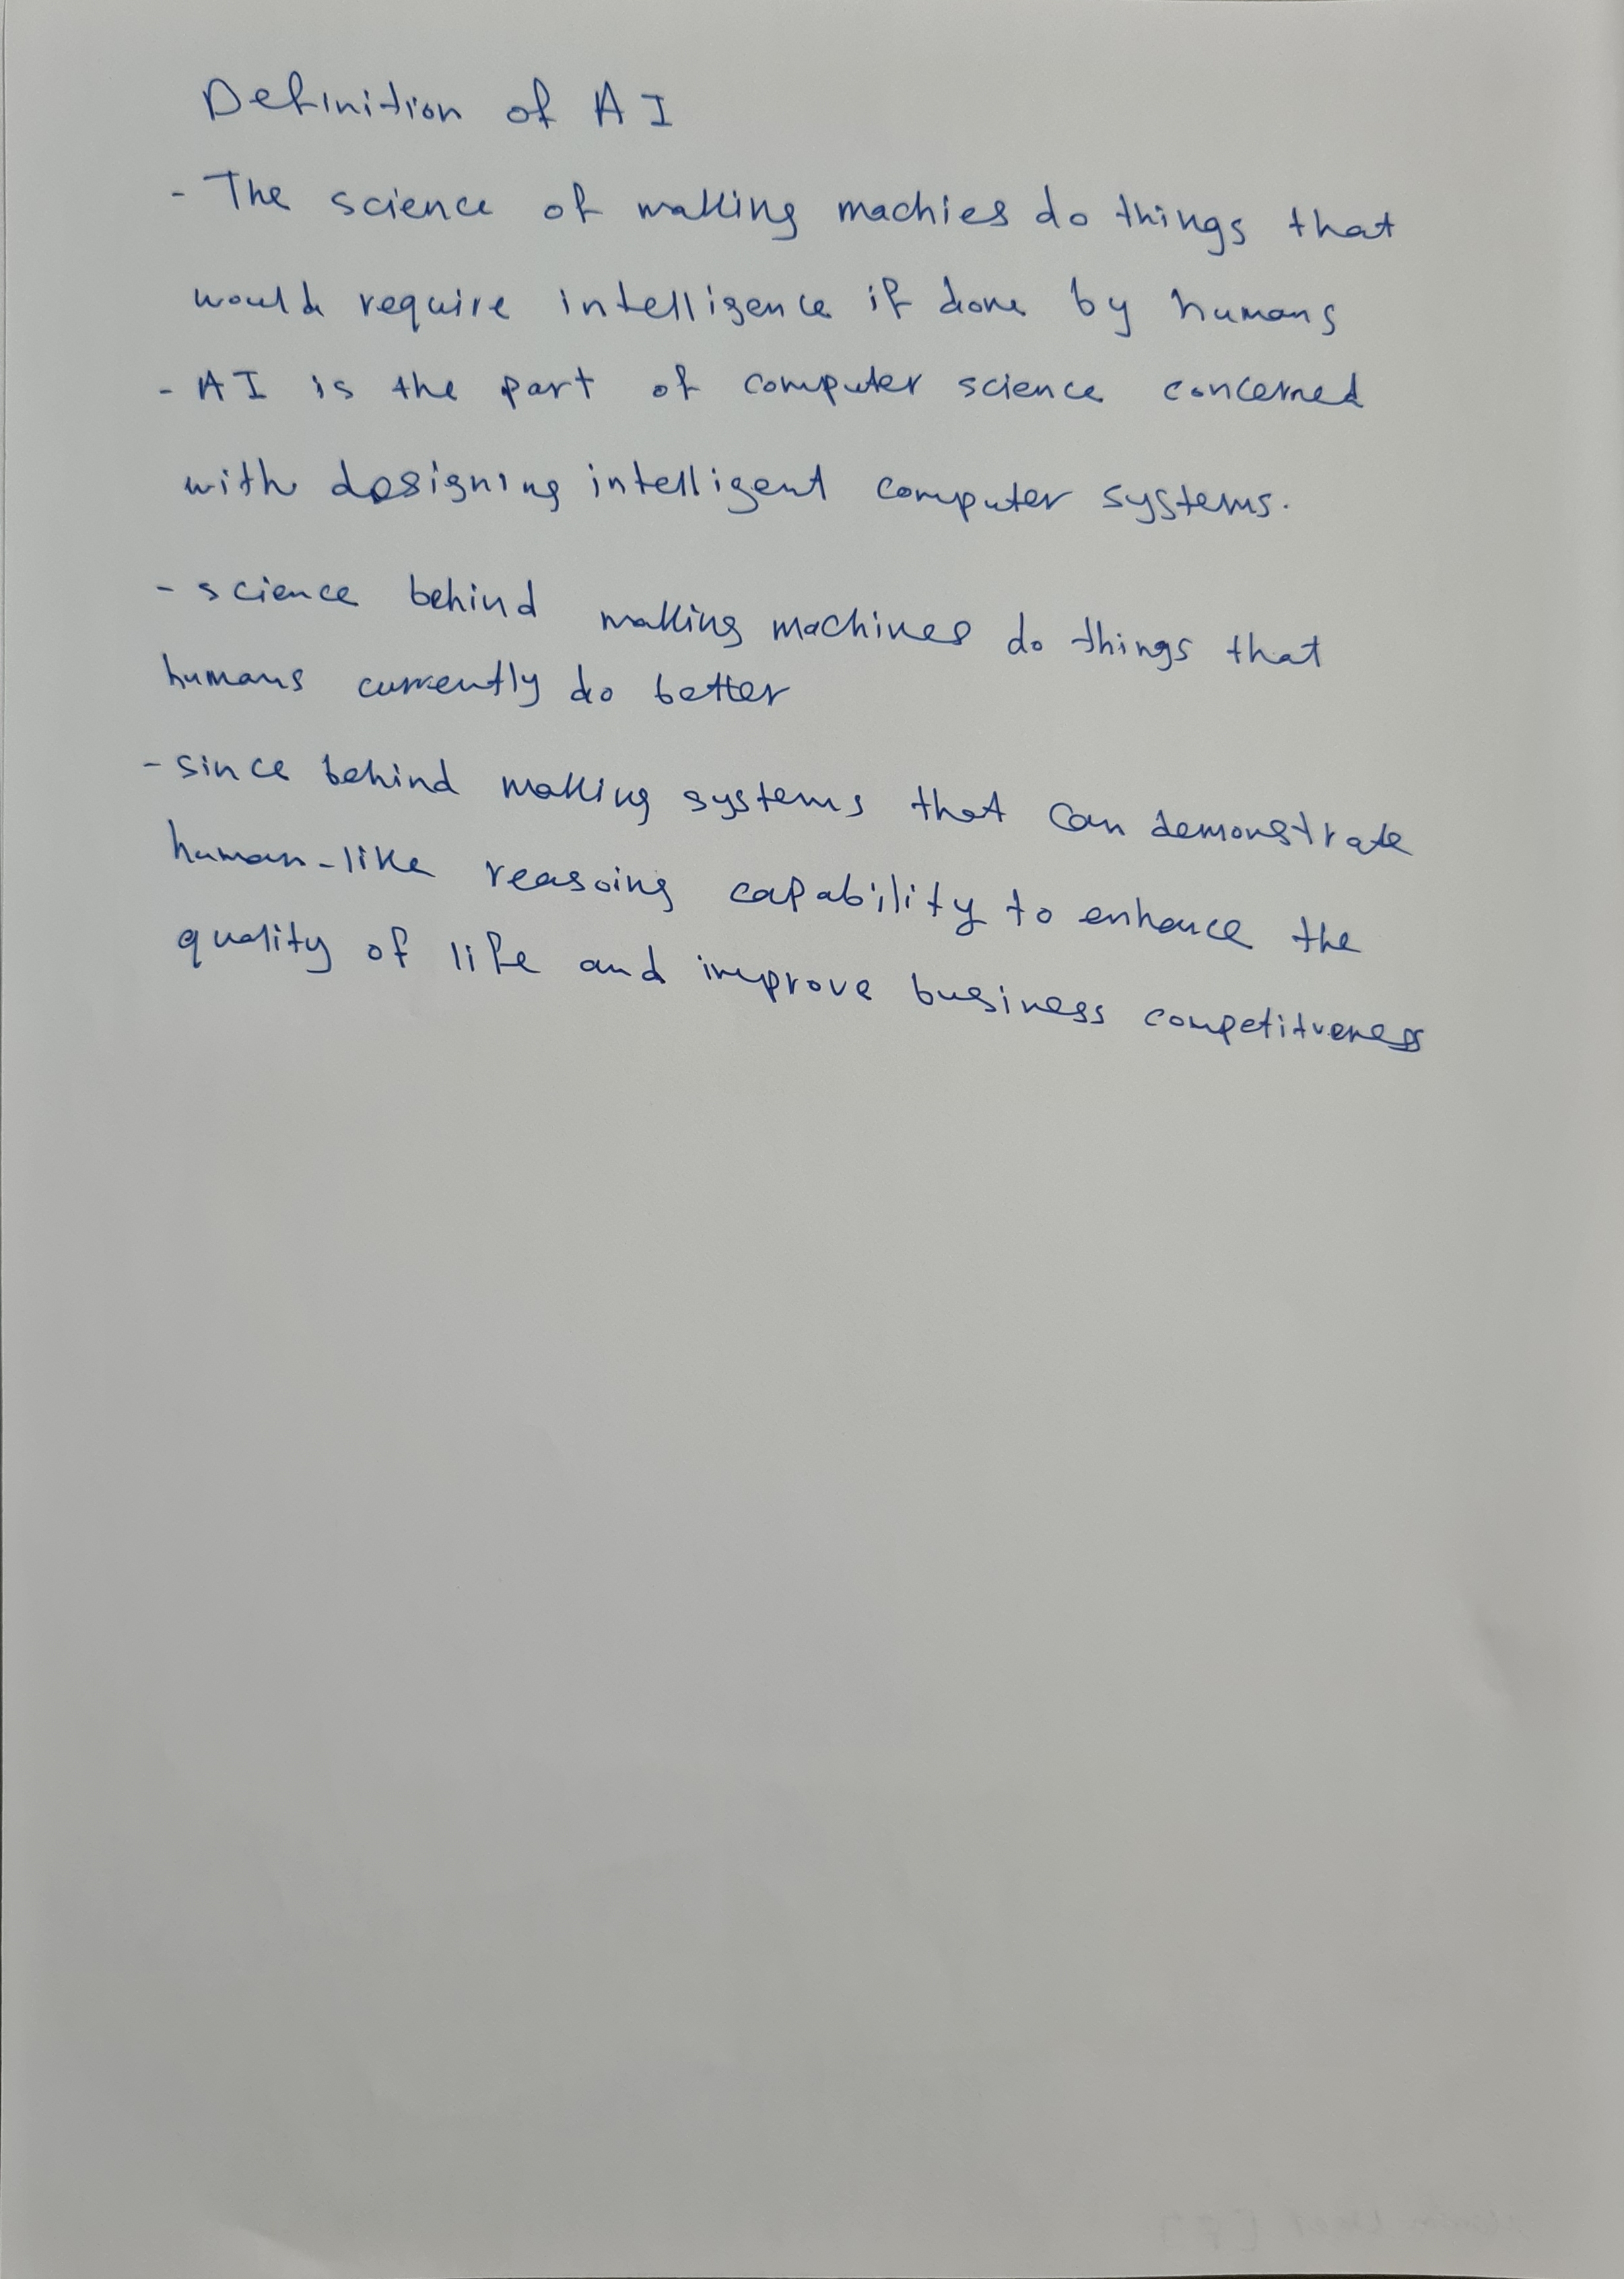 Definition of AI
- The science of making machies do things that
would require intelligence if done by humans
- AI is the part of computer science concerned
with designing intelligent computer systems.
- science behind making machines do things that
humans currently do better
- since behind making systems that can demonstrate
human-like reasoing capability to enhance the
quality of life and improve business competitveness